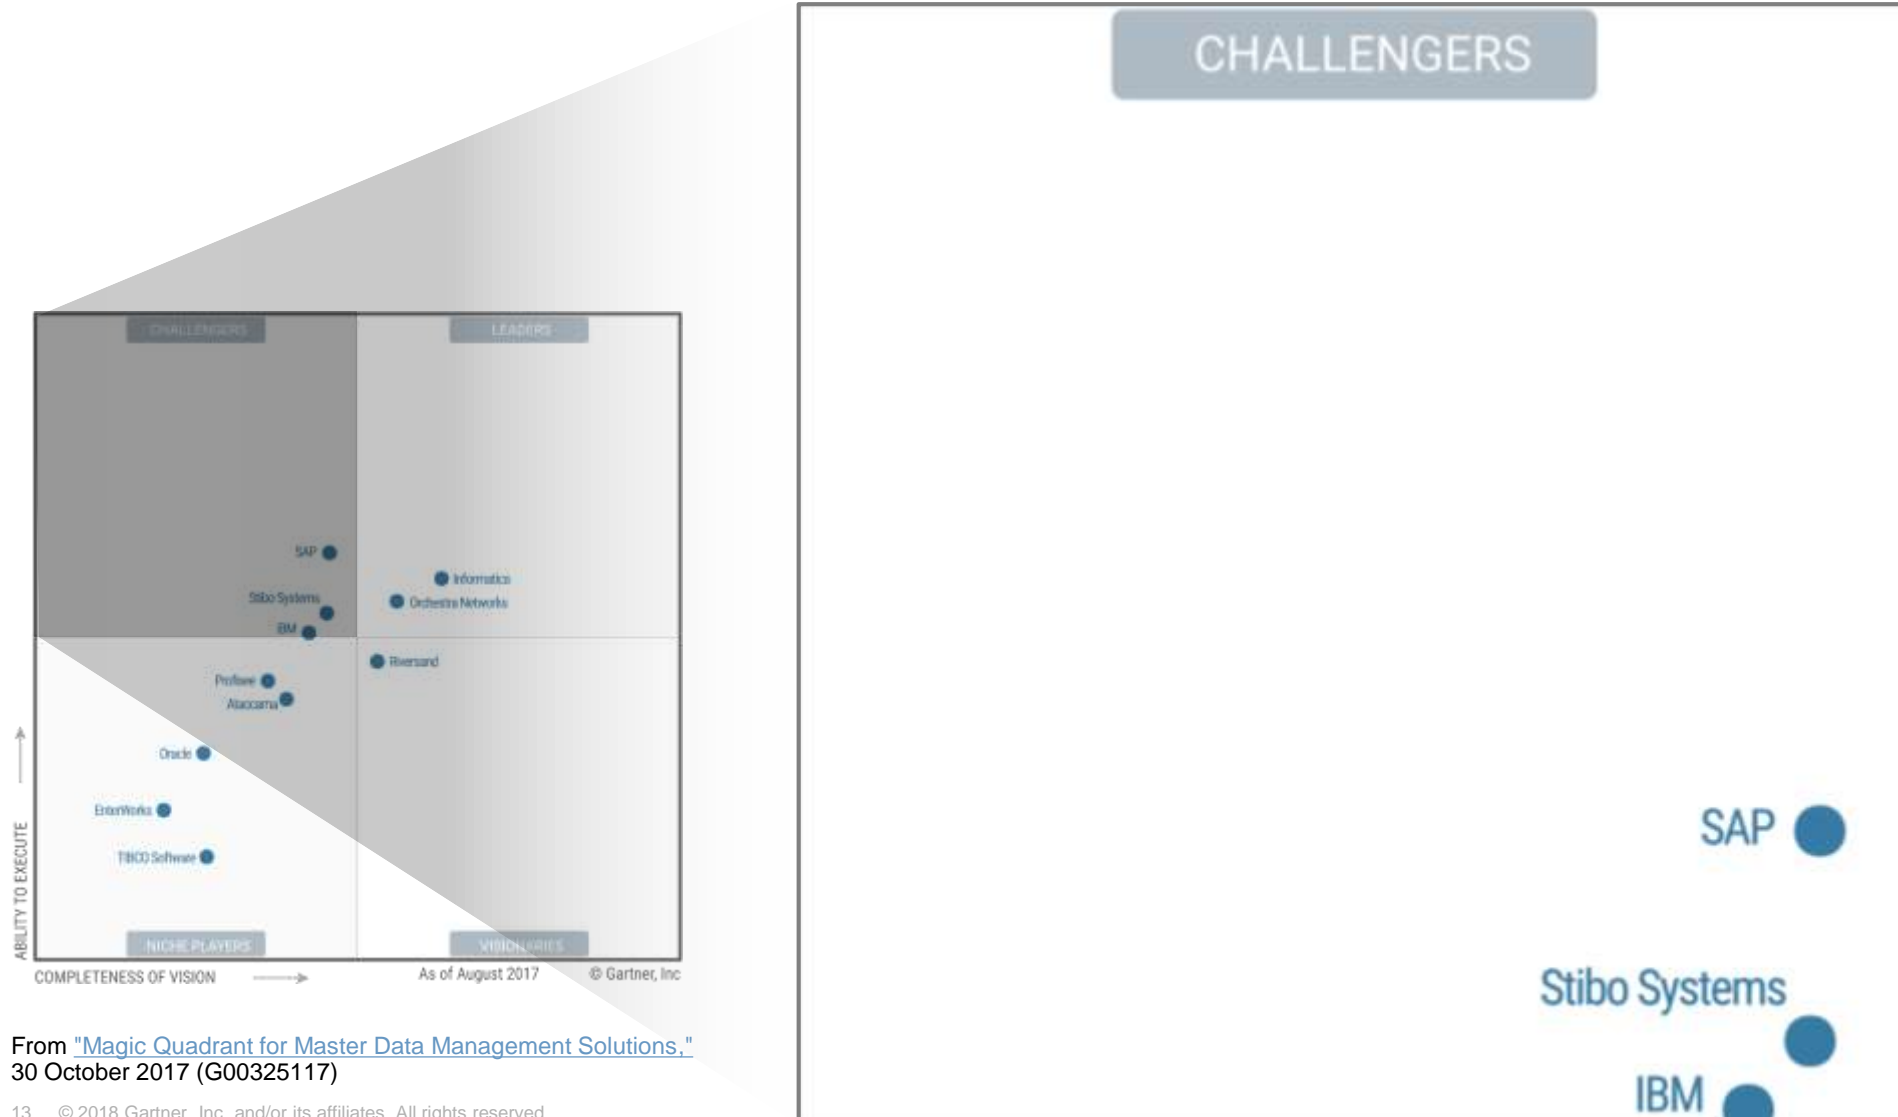 CHALLENGERS
SAP
Stibo Systems
IBM
CHALLENGERS
LEADERS
SAP
Informatica
Stibo Systems
Orchestra Networks
IBM
Riversand
Profisee
Ataccama
Oracle
EnterWorks
TIBCO Software
NICHE PLAYERS
VISIONARIES
ABILITY TO EXECUTE
COMPLETENESS OF VISION
As of August 2017
© Gartner, Inc
From "Magic Quadrant for Master Data Management Solutions,"
30 October 2017 (G00325117)
13 © 2018 Gartner, Inc. and/or its affiliates. All rights reserved